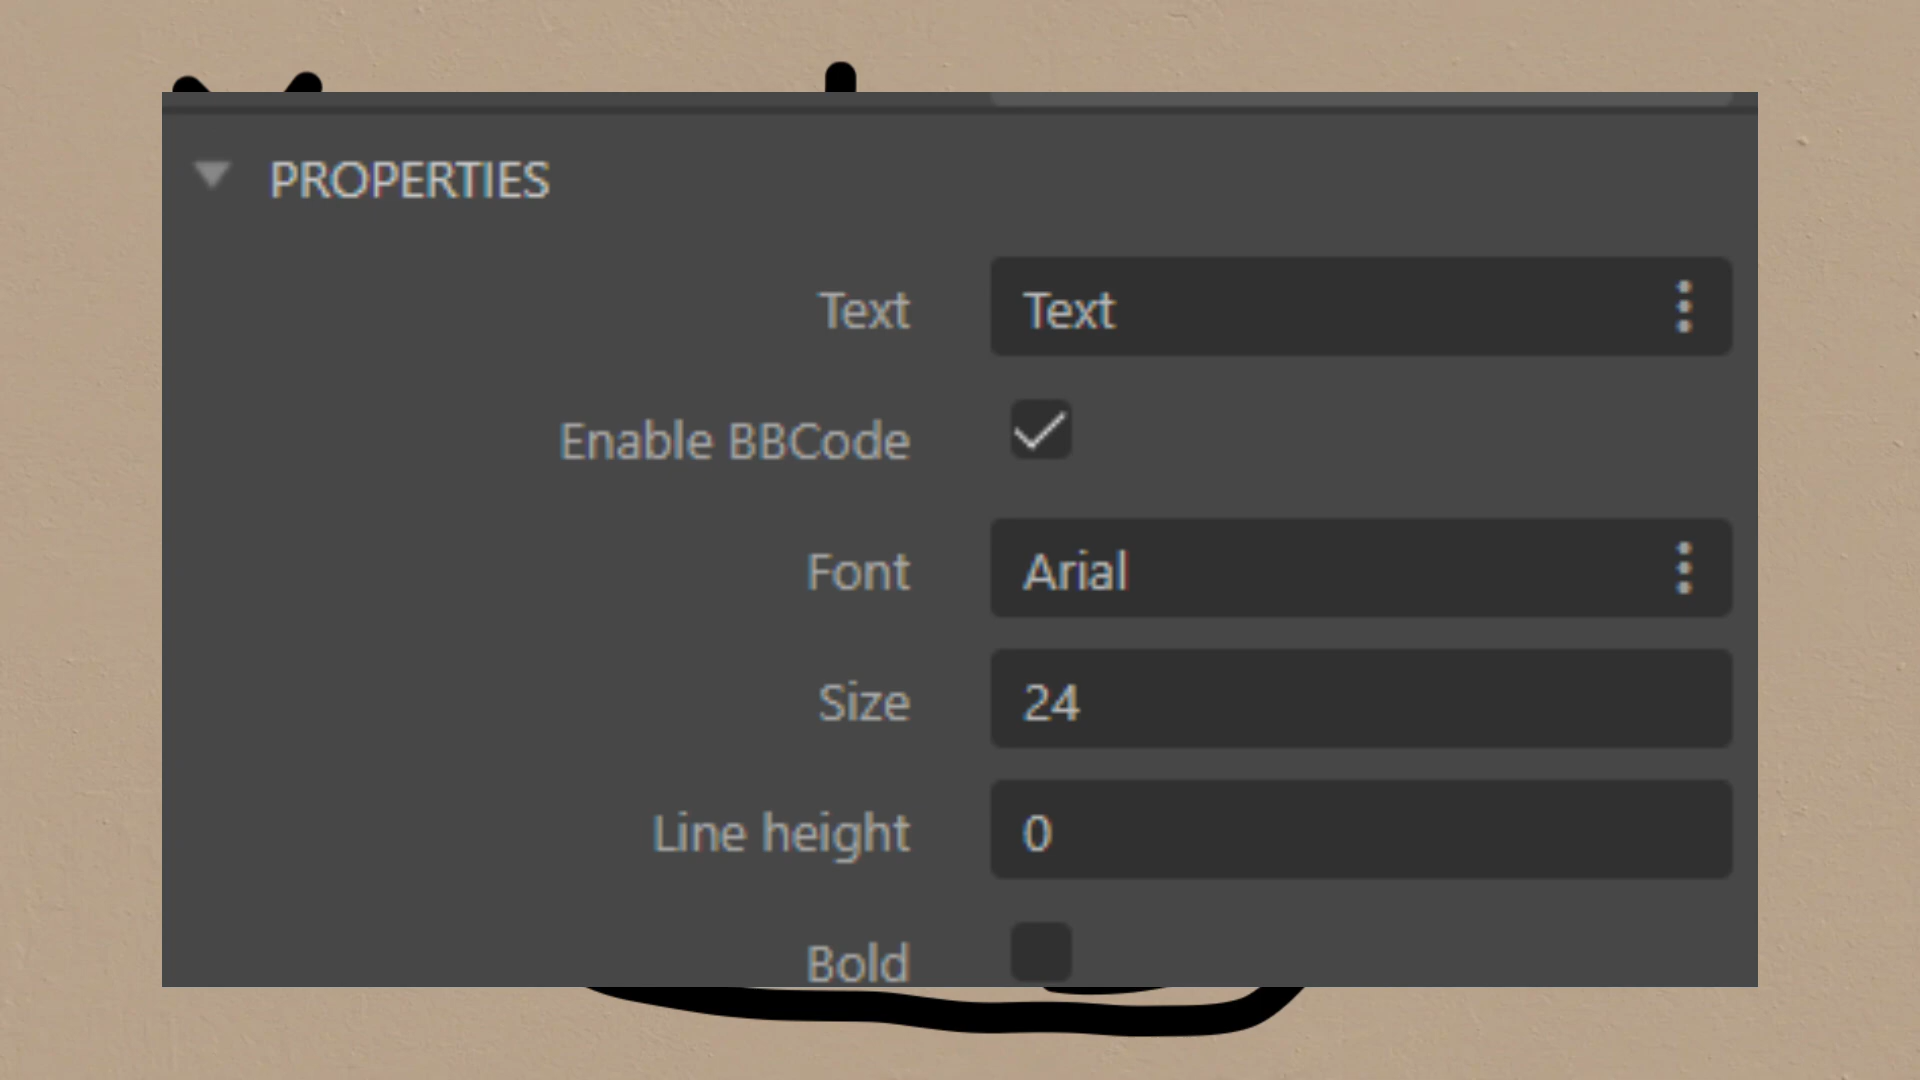 PROPERTIES
Text Text
Enable BBCode
Font Arial
Size 24
Line height 0
Bold